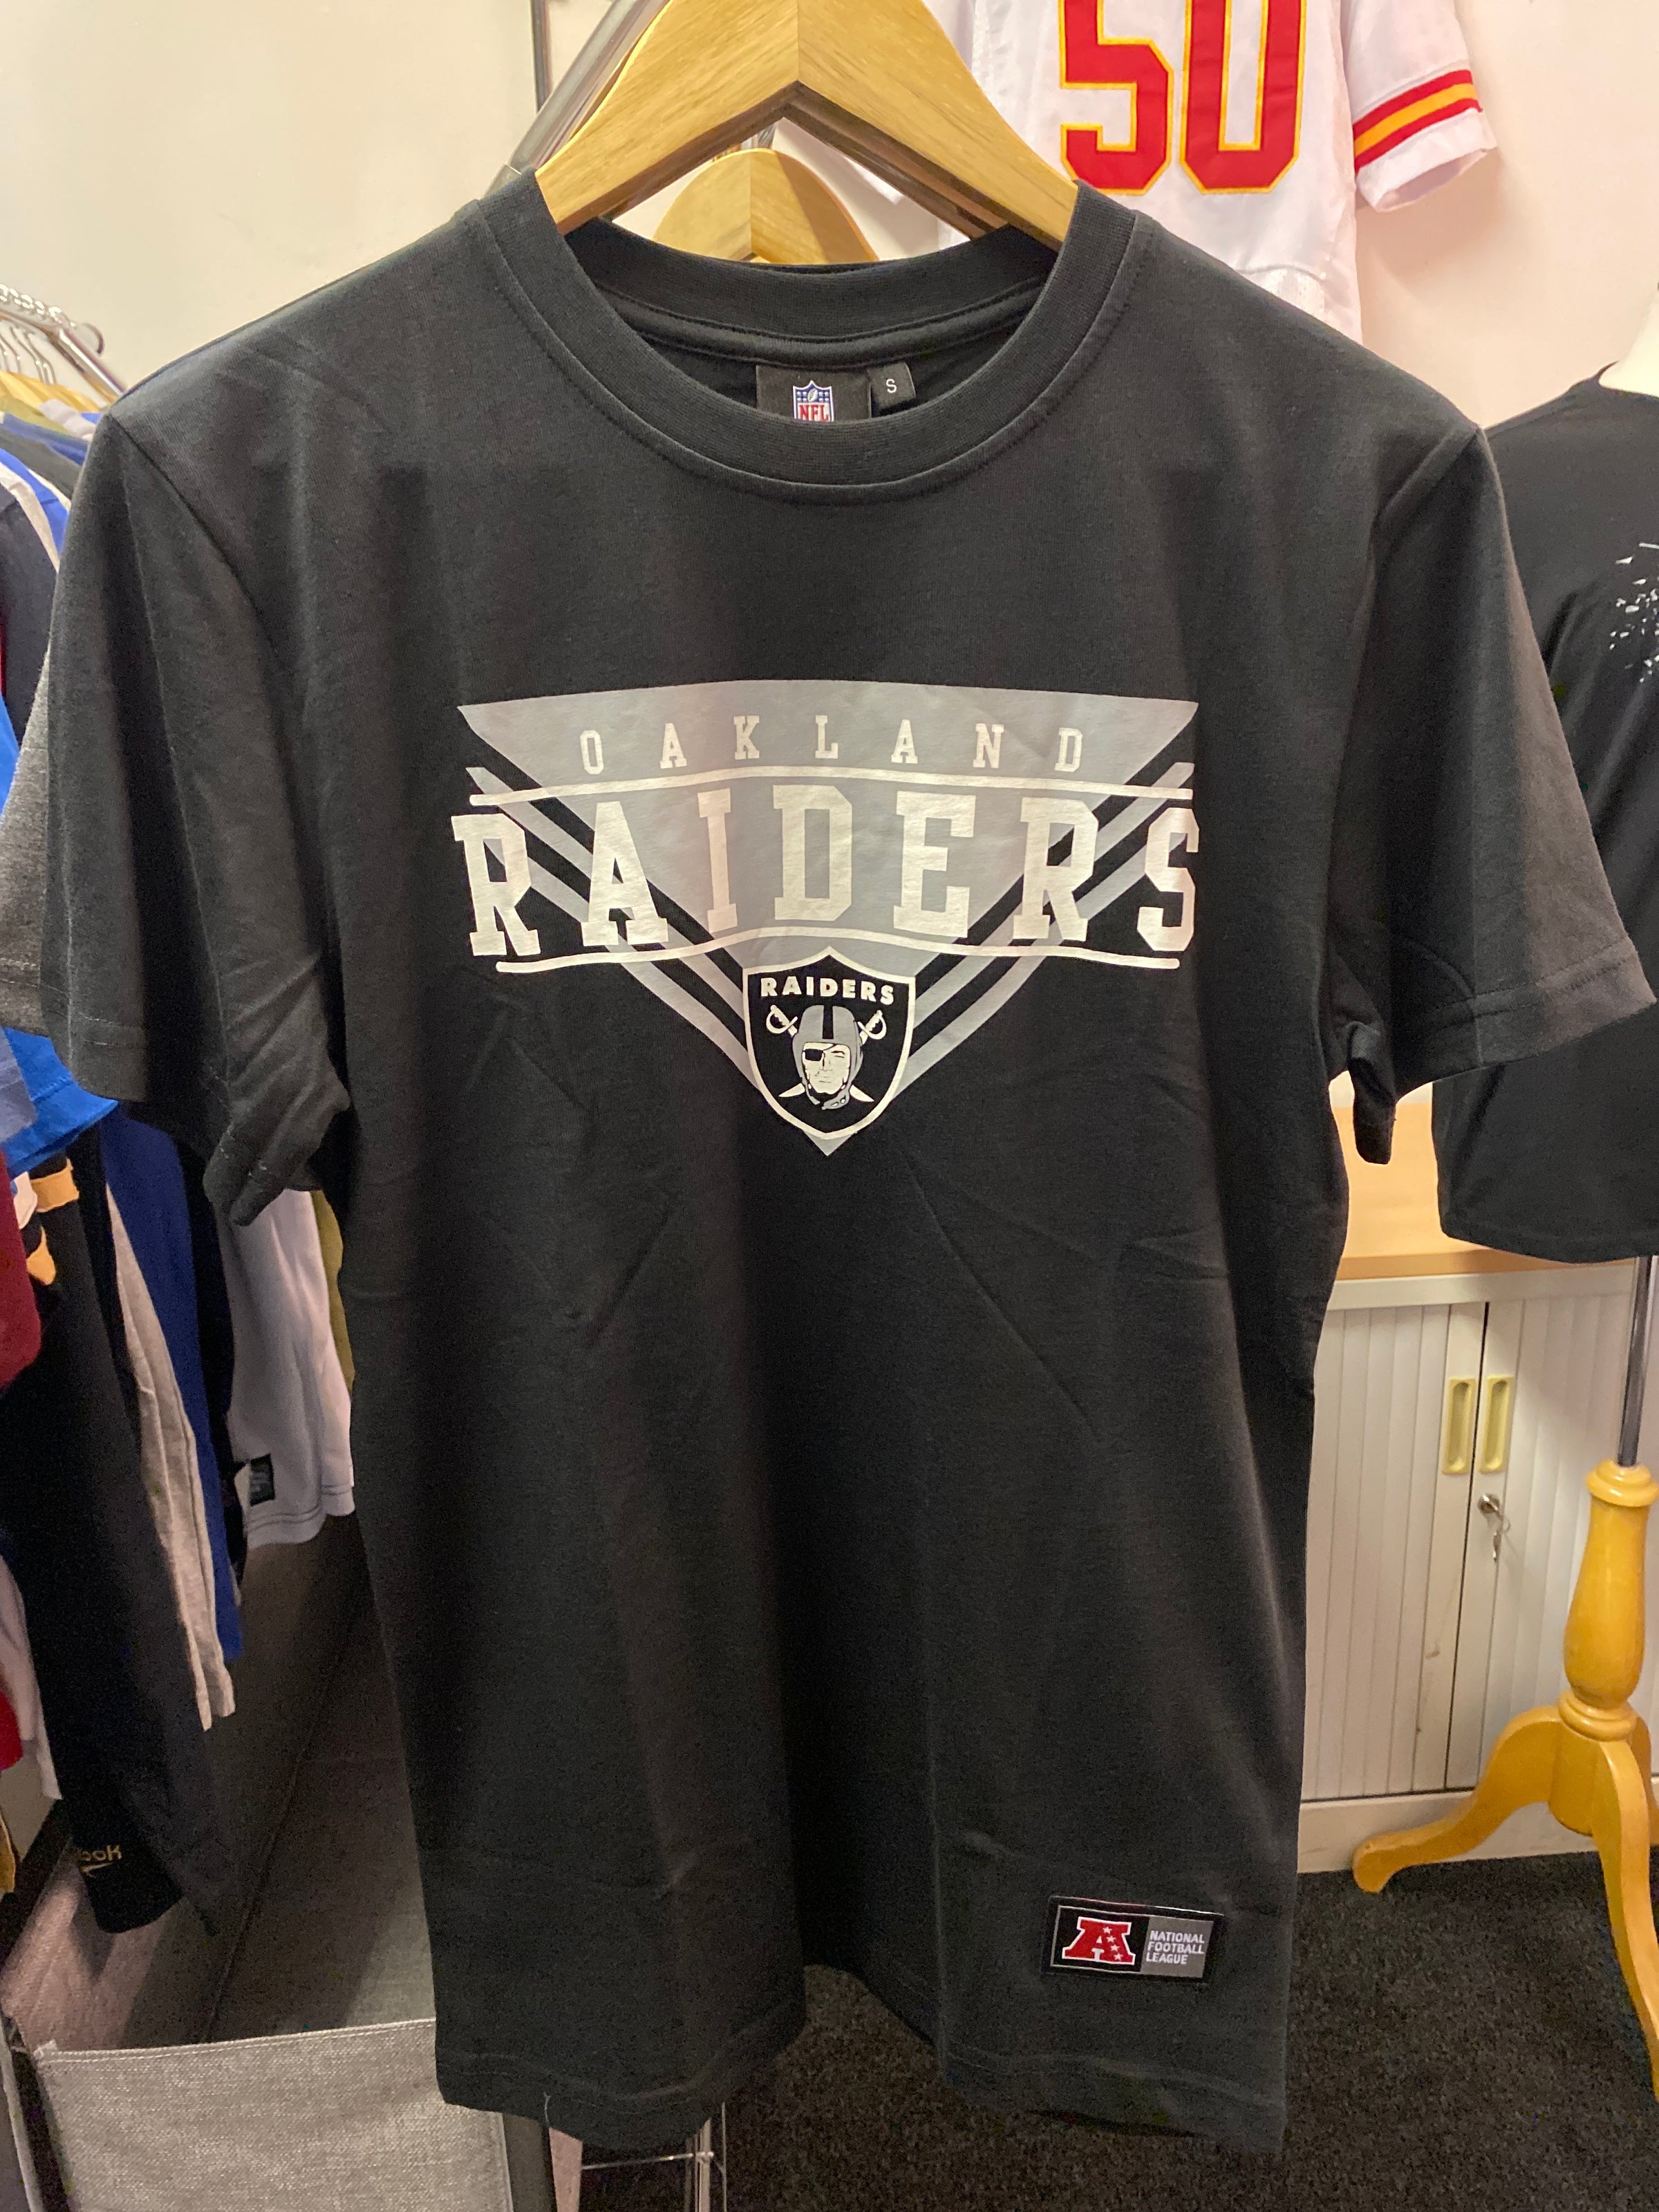 50
S
NFL
OAKLAND
RAIDERS
RAIDERS
A NATIONAL
FOOTBALL
LEAGUE